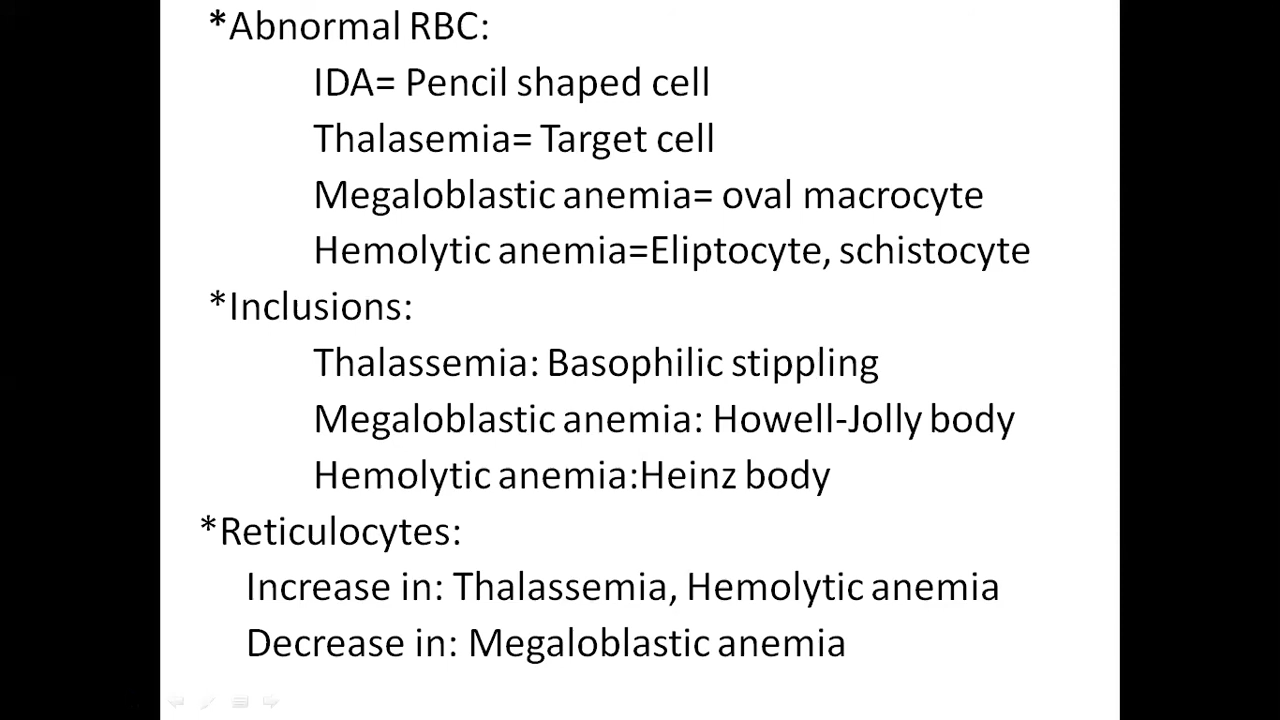 *Abnormal RBC:
IDA= Pencil shaped cell
Thalasemia= Target cell
Megaloblastic anemia= oval macrocyte
Hemolytic anemia=Eliptocyte, schistocyte
*Inclusions:
Thalassemia: Basophilic stippling
Megaloblastic anemia: Howell-Jolly body
Hemolytic anemia:Heinz body
*Reticulocytes:
Increase in: Thalassemia, Hemolytic anemia
Decrease in: Megaloblastic anemia